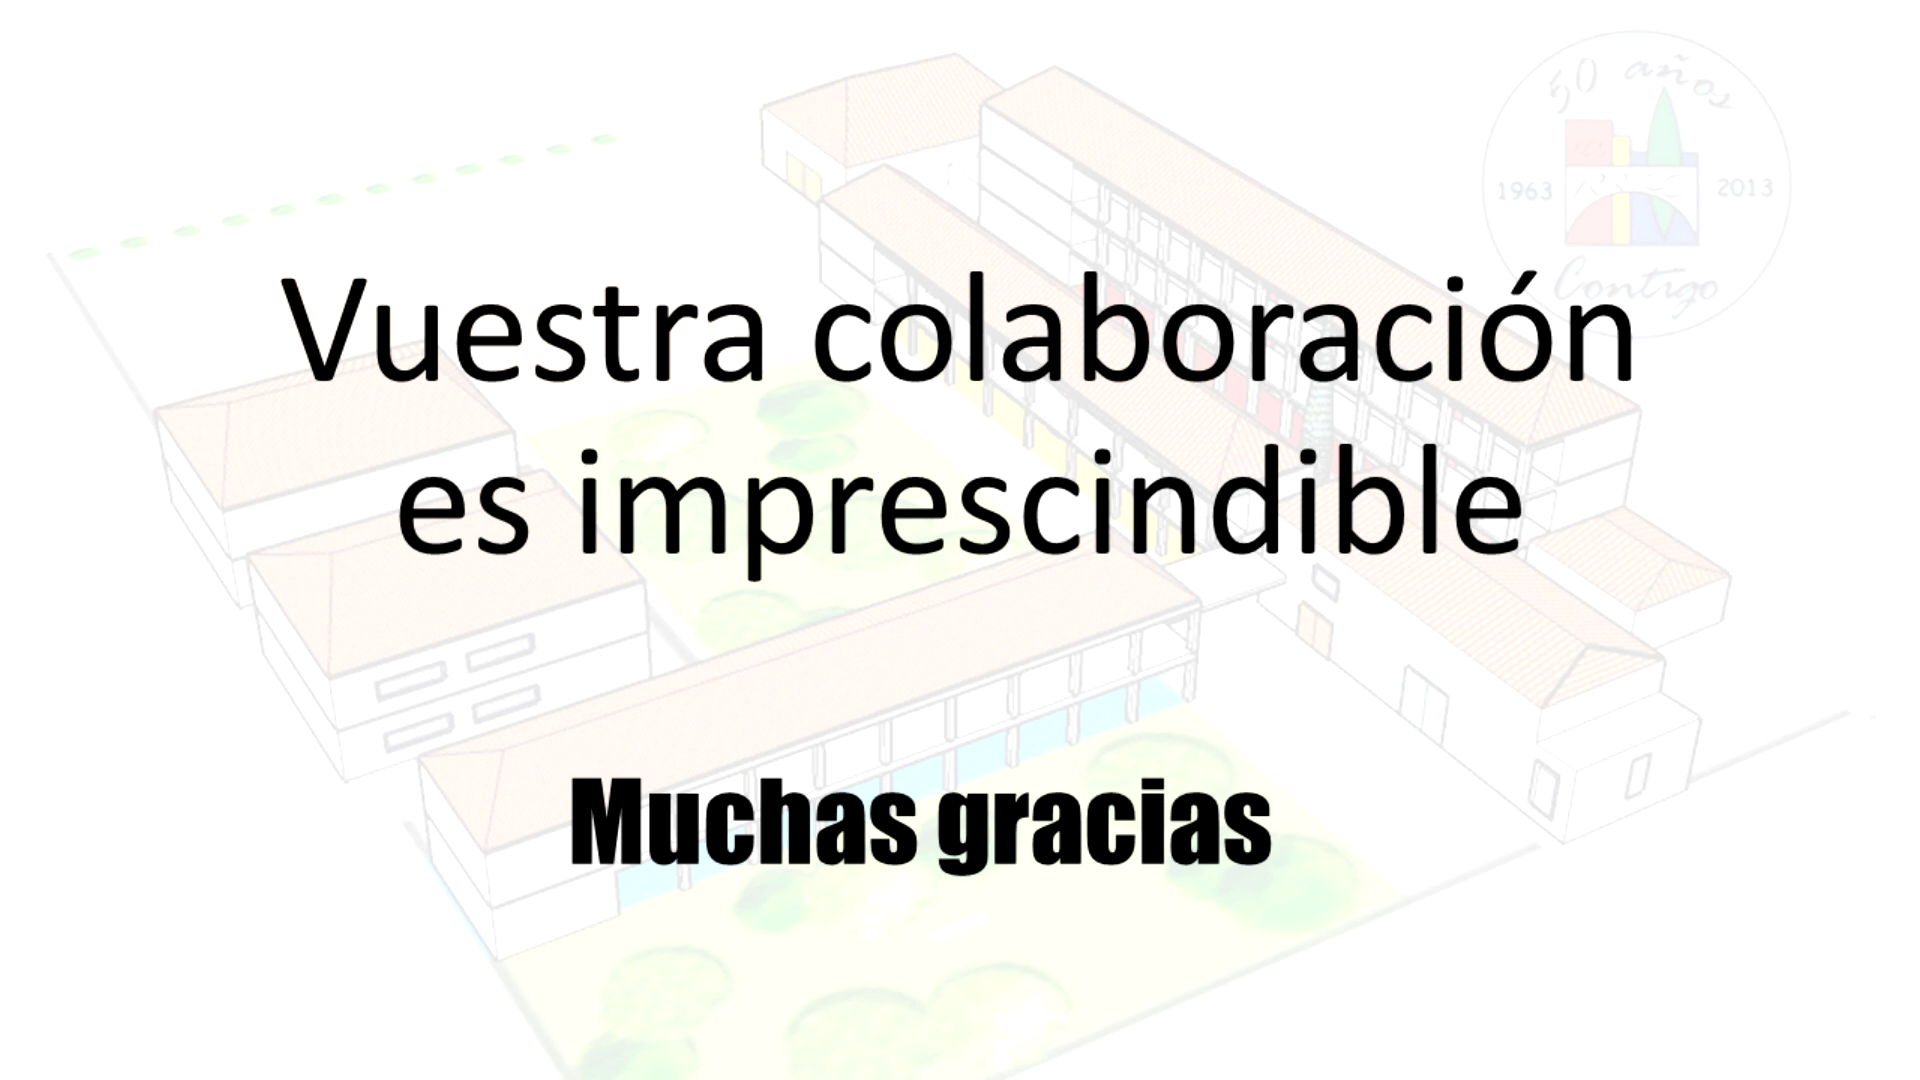 50 años
1963
2013
Contigo
Vuestra colaboración
es imprescindible
Muchas gracias